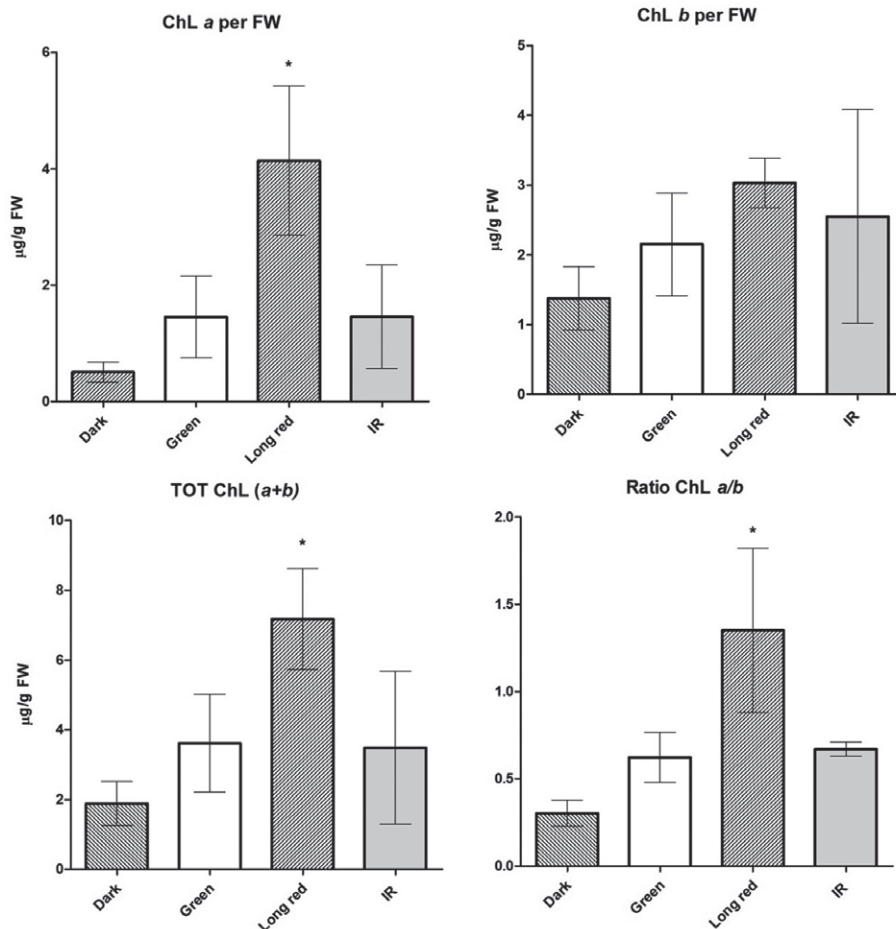 ChL a per FW
6
*
4
2
0
µg/g FW
Dark
Green
Long red
IR
ChL b per FW
5
4
3
2
1
0
µg/g FW
Dark
Green
Long red
IR
TOT ChL (a+b)
10
*
8
6
4
2
0
µg/g FW
Dark
Green
Long red
IR
Ratio ChL a/b
2.0
*
1.5
1.0
0.5
0.0
Dark
Green
Long red
IR